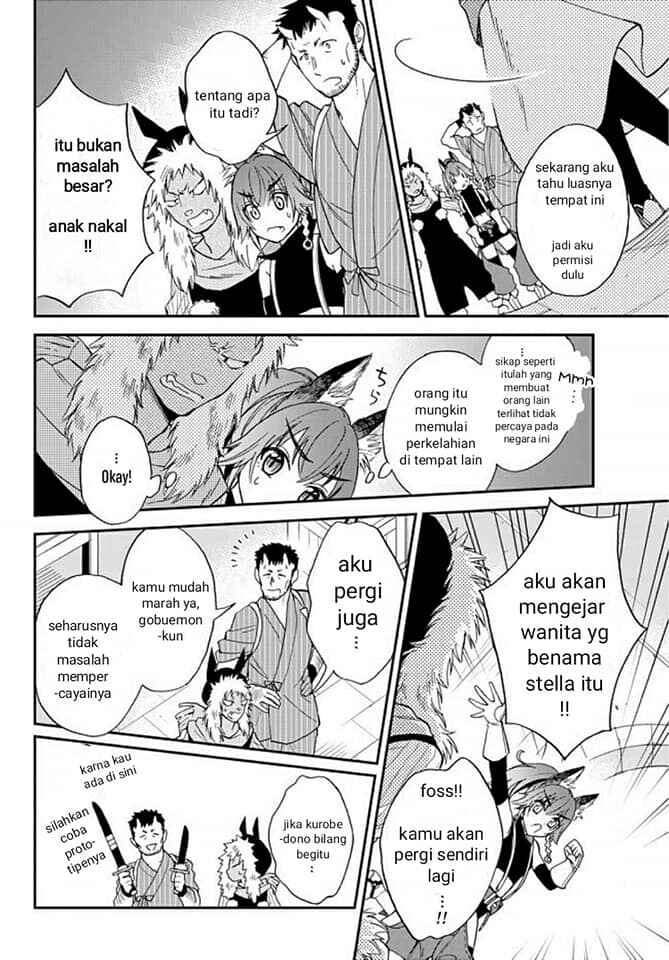 sekarang aku
tahu luasnya
tempat ini
jadi aku
permisi
dulu
tentang apa
itu tadi?
itu bukan
masalah
besar?
anak nakal
!!
...
sikap seperti
itulah yang
membuat
orang lain
terlihat tidak
percaya pada
negara ini
Mmm
...
orang itu
mungkin
memulai
perkelahian
di tempat lain
ちら
...
Okay!
aku akan
mengejar
wanita yg
benama
stella itu
!!
foss!!
kamu akan
pergi sendiri
lagi
...
!!
aku
pergi
juga
...
kamu mudah
marah ya,
gobuemon
-kun
seharusnya
tidak
masalah
memper
-cayainya
jika kurobe
-dono bilang
begitu
...
karna kau
ada di sini
silahkan
coba
proto-
tipenya